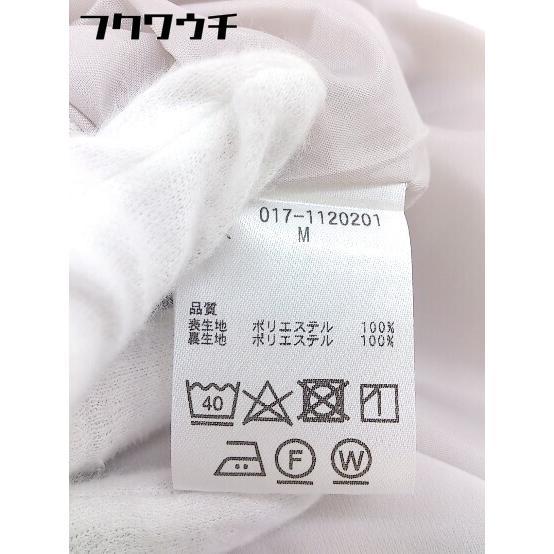 フクワウチ
017-1120201
M
品質
表生地 ポリエステル 100%
裏生地 ポリエステル 100%
40
F W